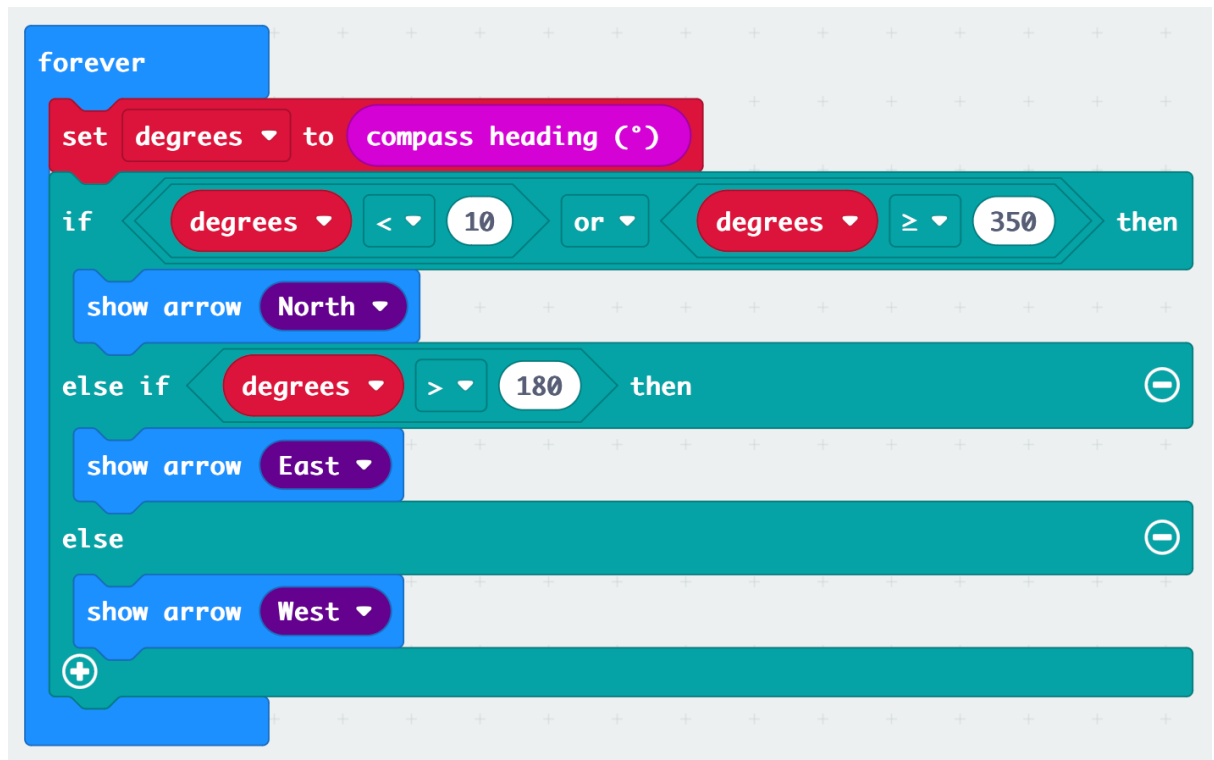 forever
set degrees to compass heading (°)
if degrees < 10 or degrees ≥ 350 then
show arrow North
else if degrees > 180 then
show arrow East
else
show arrow West